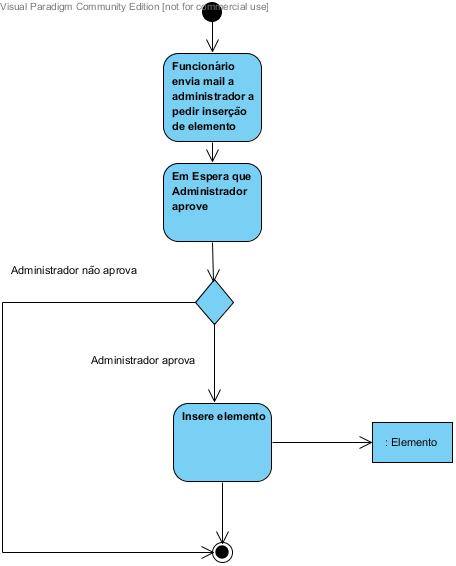 Visual Paradigm Community Edition [not for commercial use]
Funcionário
envia mail a
administrador a
pedir inserção
de elemento
Em Espera que
Administrador
aprove
Administrador não aprova
Administrador aprova
Insere elemento
: Elemento